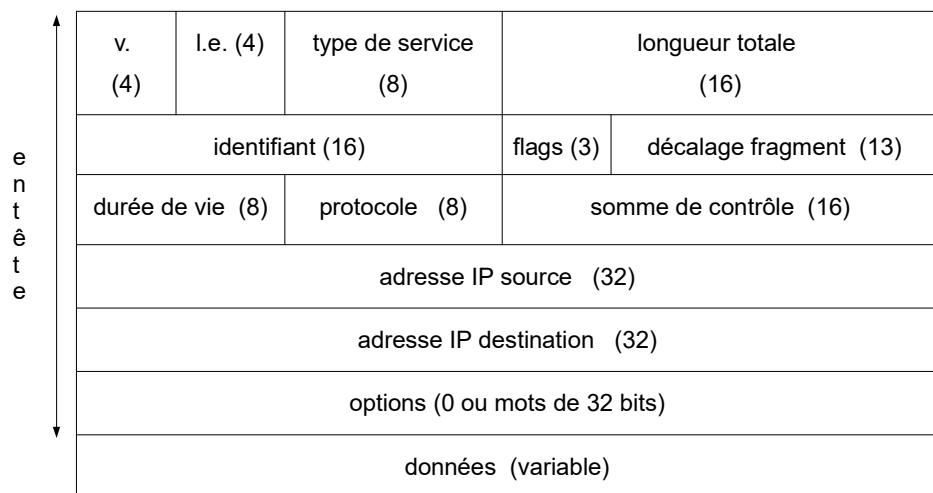 v.
(4)
l.e. (4)
type de service
(8)
longueur totale
(16)
identifiant (16)
flags (3)
décalage fragment (13)
durée de vie (8)
protocole (8)
somme de contrôle (16)
adresse IP source (32)
adresse IP destination (32)
options (0 ou mots de 32 bits)
données (variable)
e
n
t
ê
t
e